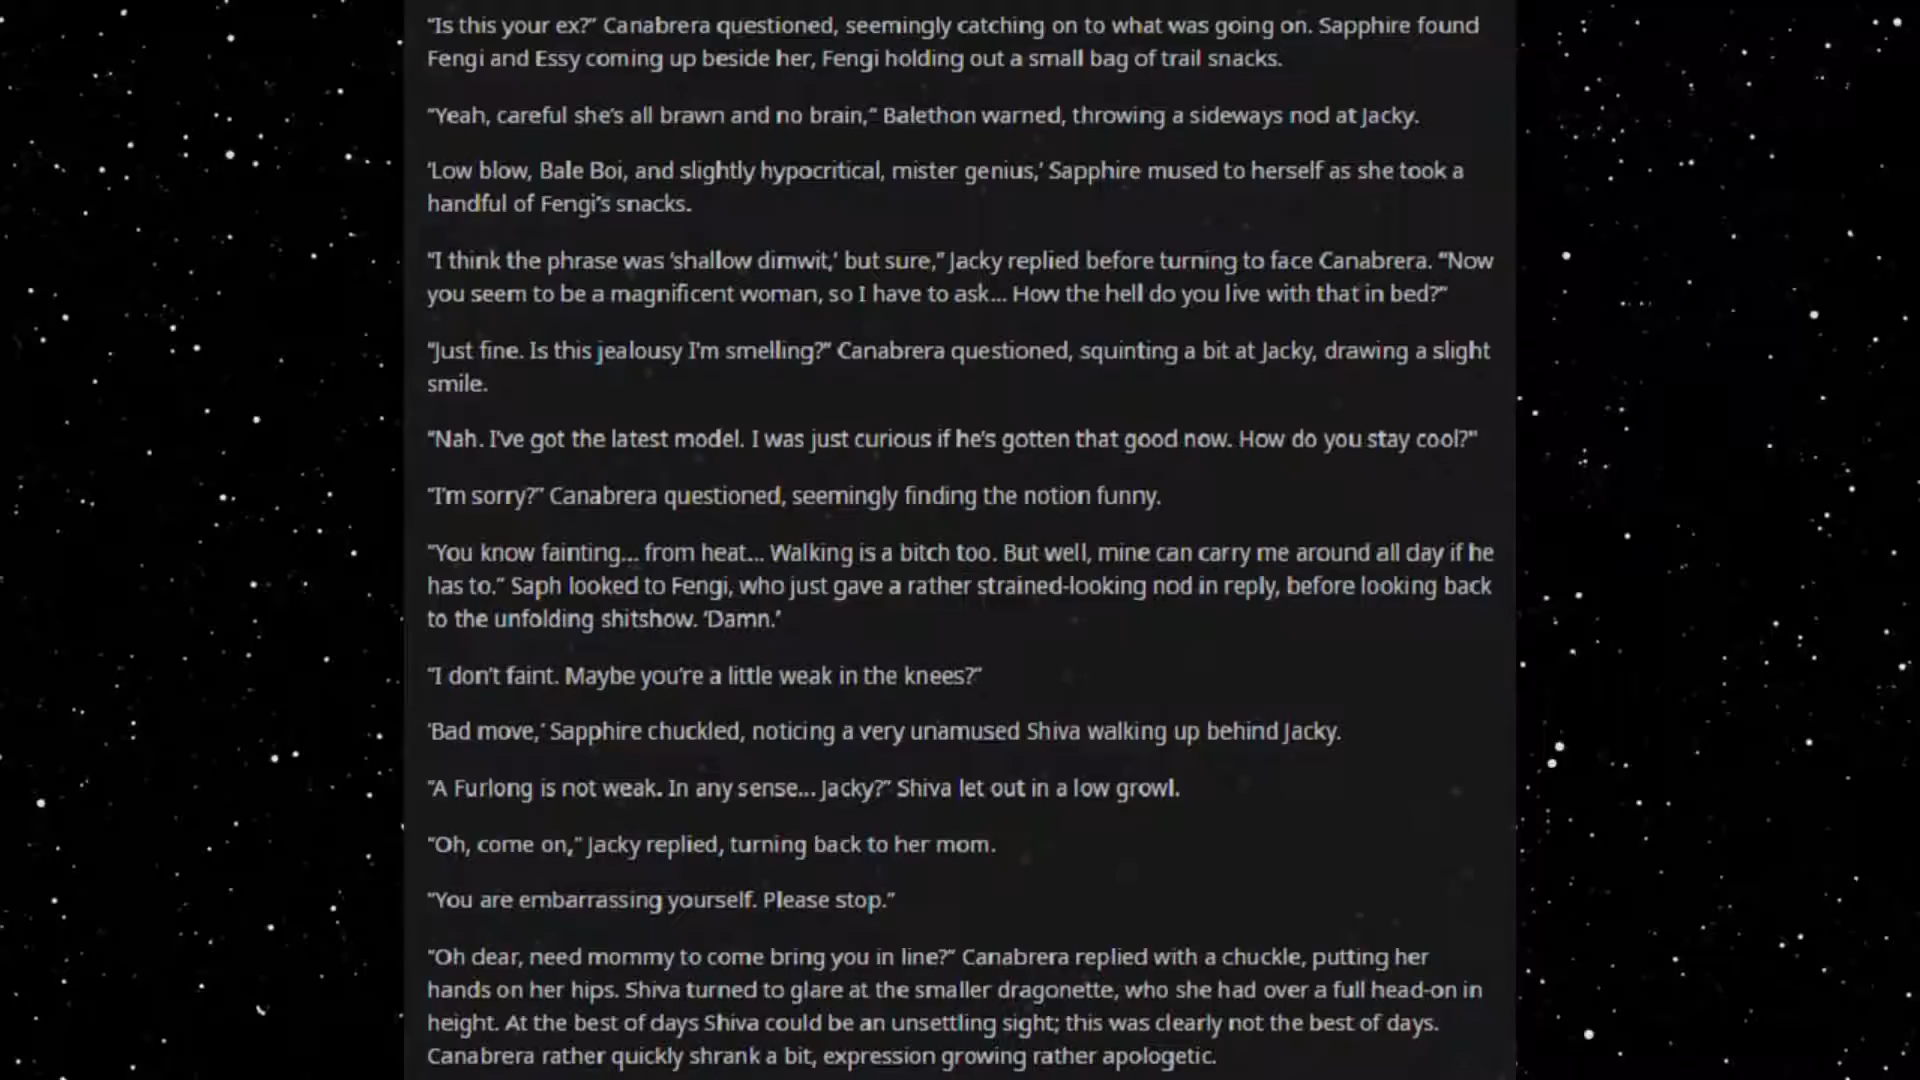 “Is this your ex?” Canabrera questioned, seemingly catching on to what was going on. Sapphire found
Fengi and Essy coming up beside her, Fengi holding out a small bag of trail snacks.
“Yeah, careful she’s all brawn and no brain,” Balethon warned, throwing a sideways nod at Jacky.
‘Low blow, Bale Boi, and slightly hypocritical, mister genius,’ Sapphire mused to herself as she took a
handful of Fengi’s snacks.
“I think the phrase was ‘shallow dimwit,’ but sure,” Jacky replied before turning to face Canabrera. “Now
you seem to be a magnificent woman, so I have to ask... How the hell do you live with that in bed?”
“Just fine. Is this jealousy I’m smelling?” Canabrera questioned, squinting a bit at Jacky, drawing a slight
smile.
“Nah. I’ve got the latest model. I was just curious if he’s gotten that good now. How do you stay cool?”
“I’m sorry?” Canabrera questioned, seemingly finding the notion funny.
“You know fainting... from heat... Walking is a bitch too. But well, mine can carry me around all day if he
has to.” Saph looked to Fengi, who just gave a rather strained-looking nod in reply, before looking back
to the unfolding shitshow. ‘Damn.’
“I don’t faint. Maybe you’re a little weak in the knees?”
‘Bad move,’ Sapphire chuckled, noticing a very unamused Shiva walking up behind Jacky.
“A Furlong is not weak. In any sense... Jacky?” Shiva let out in a low growl.
“Oh, come on,” Jacky replied, turning back to her mom.
“You are embarrassing yourself. Please stop.”
“Oh dear, need mommy to come bring you in line?” Canabrera replied with a chuckle, putting her
hands on her hips. Shiva turned to glare at the smaller dragonette, who she had over a full head-on in
height. At the best of days Shiva could be an unsettling sight; this was clearly not the best of days.
Canabrera rather quickly shrank a bit, expression growing rather apologetic.